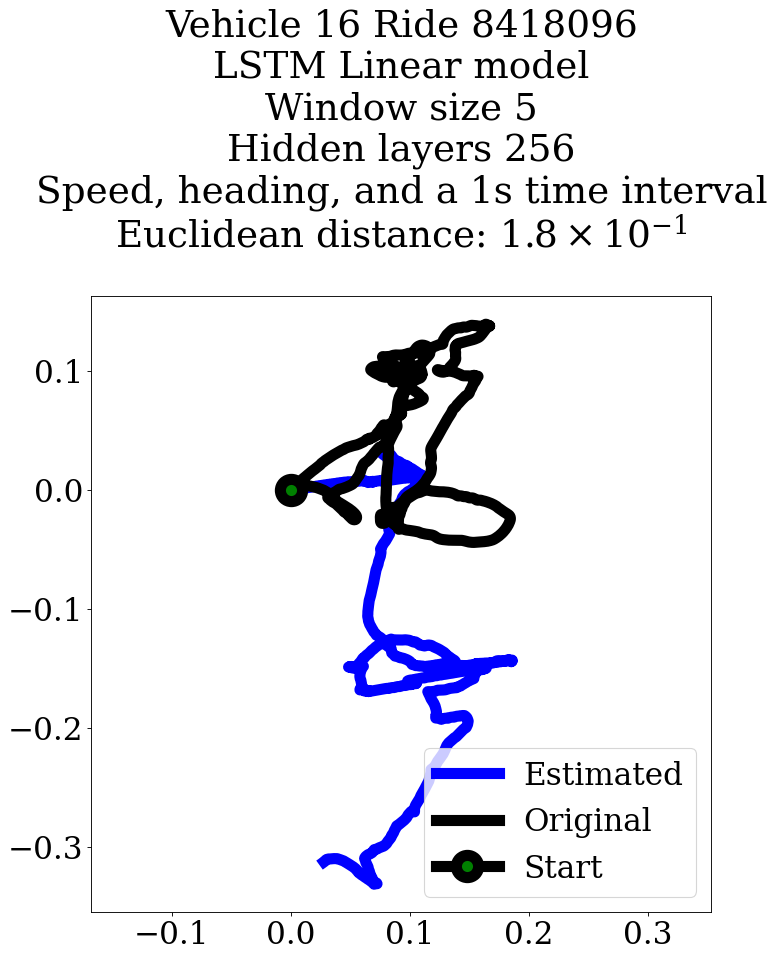 Vehicle 16 Ride 8418096
LSTM Linear model
Window size 5
Hidden layers 256
Speed, heading, and a 1s time interval
Euclidean distance: 1.8 × 10⁻¹
0.1
0.0
−0.1
−0.2
−0.3
Estimated
Original
Start
−0.1 0.0 0.1 0.2 0.3